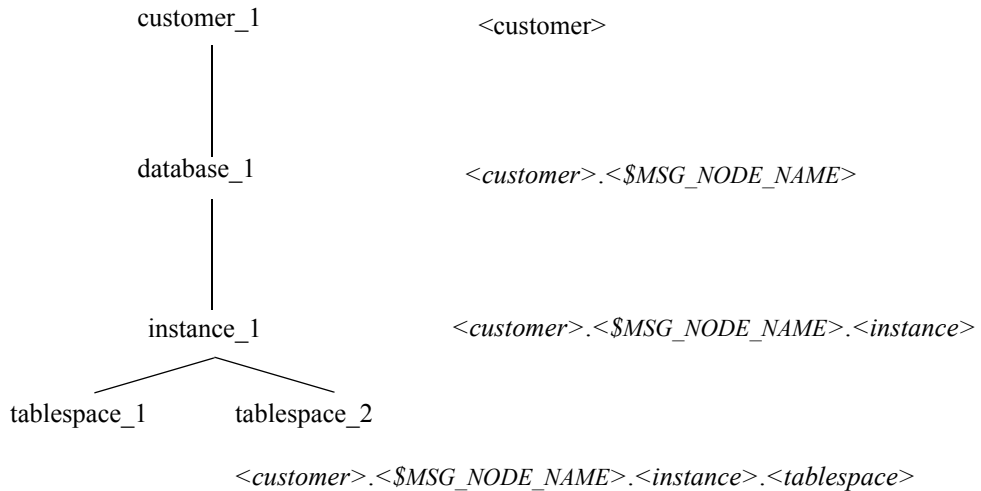 customer_1 <customer>
database_1 <customer>.<$MSG_NODE_NAME>
instance_1 <customer>.<$MSG_NODE_NAME>.<instance>
tablespace_1 tablespace_2
<customer>.<$MSG_NODE_NAME>.<instance>.<tablespace>